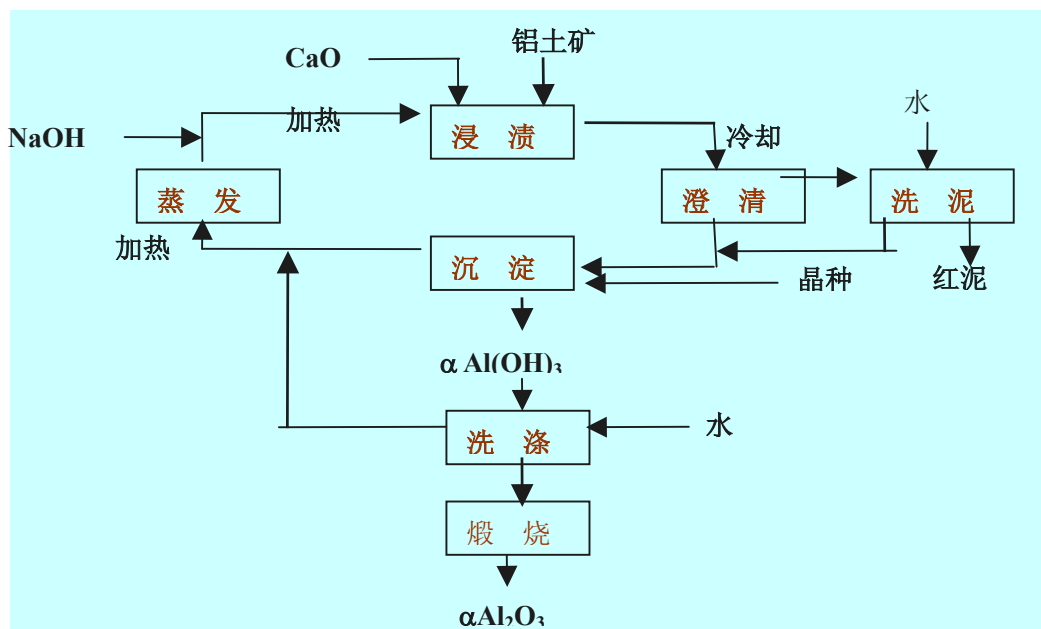 铝土矿
CaO
加热
水
NaOH
浸 渍
冷却
蒸 发
澄 清
洗 泥
加热
沉 淀
晶种
红泥
α Al(OH)₃
洗 涤
水
煅 烧
αAl₂O₃